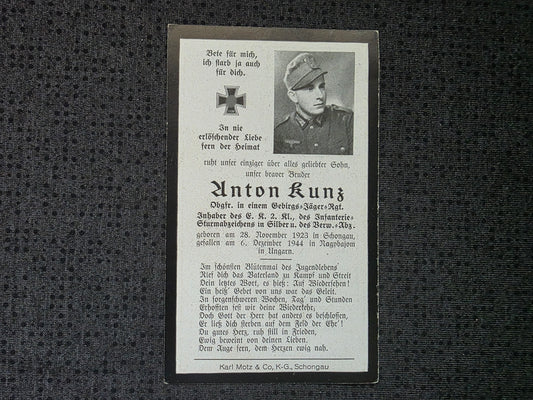 Bete für mich,
ich starb ja auch
für dich.
In nie
erlöschender Liebe
fern der Heimat
ruht unser einziger über alles geliebter Sohn,
unser braver Bruder
Anton Kunz
Obgfr. in einem Gebirgs-Jäger-Rgt.
Inhaber des E. K. 2. Kl., des Infanterie-
Sturmabzeichens in Silber u. des Verw.-Abz.
geboren am 28. November 1923 in Schongau,
gefallen am 6. Dezember 1944 in Nagybajom
in Ungarn.
Im schönsten Blütenmal des Jugendlebens
Rief dich das Vaterland zu Kampf und Streit
Dein letztes Wort, es hieß: Auf Wiedersehen!
Ein heiß' Gebet von uns war das Geleit,
In sorgenschweren Wochen, Tag' und Stunden
Erhofften fest wir deine Wiederkehr,
Doch Gott der Herr hat anders es beschlossen,
Er ließ dich sterben auf dem Feld der Ehr'!
Du gutes Herz, ruh still in Frieden,
Ewig beweint von deinen Lieben.
Dem Auge fern, dem Herzen ewig nah.
Karl Motz & Co, K-G., Schongau